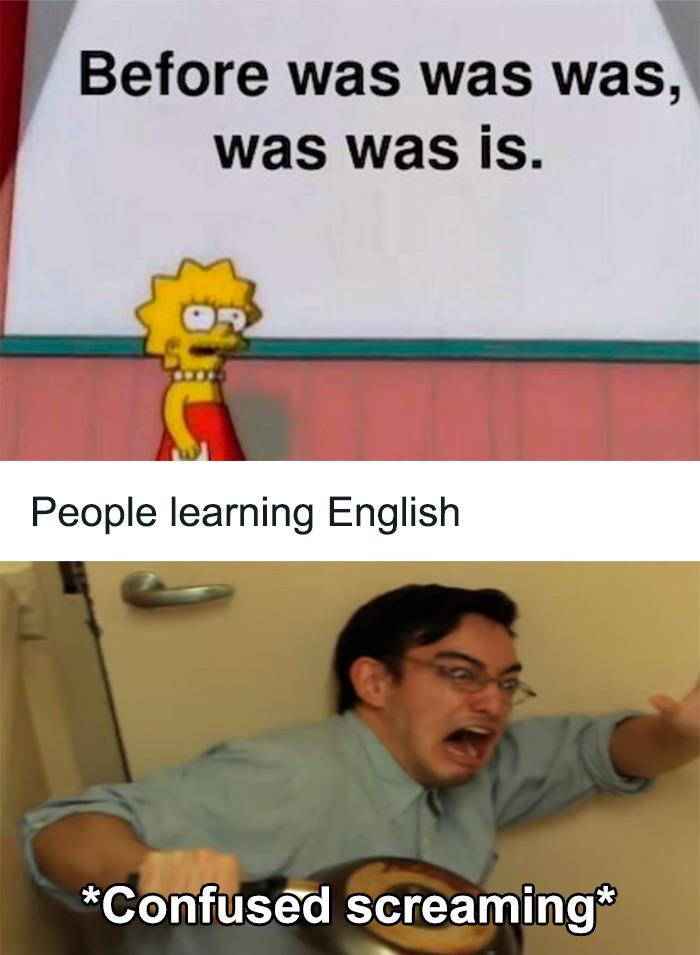 Before was was was,
was was is.
People learning English
*Confused screaming*